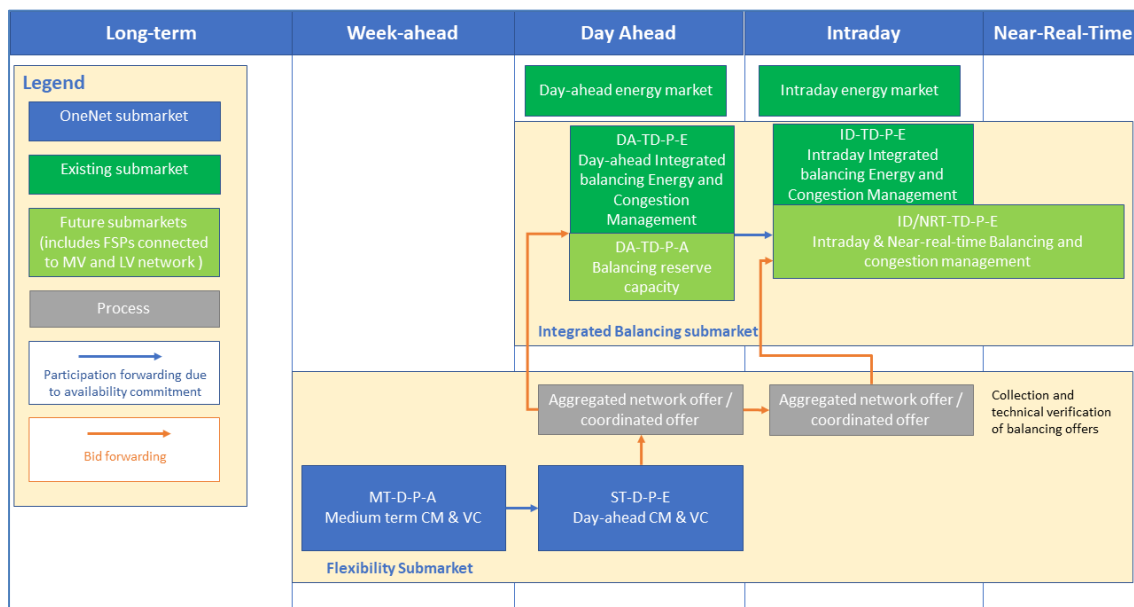 Long-term
Week-ahead
Day Ahead
Intraday
Near-Real-Time
Legend
OneNet submarket
Existing submarket
Future submarkets
(includes FSPs connected
to MV and LV network )
Process
Participation forwarding due
to availability commitment
Bid forwarding
Day-ahead energy market
Intraday energy market
DA-TD-P-E
Day-ahead Integrated
balancing Energy and
Congestion
Management
DA-TD-P-A
Balancing reserve
capacity
ID-TD-P-E
Intraday Integrated
balancing Energy and
Congestion Management
ID/NRT-TD-P-E
Intraday & Near-real-time Balancing and
congestion management
Integrated Balancing submarket
Aggregated network offer /
coordinated offer
Aggregated network offer /
coordinated offer
Collection and
technical verification
of balancing offers
MT-D-P-A
Medium term CM & VC
ST-D-P-E
Day-ahead CM & VC
Flexibility Submarket